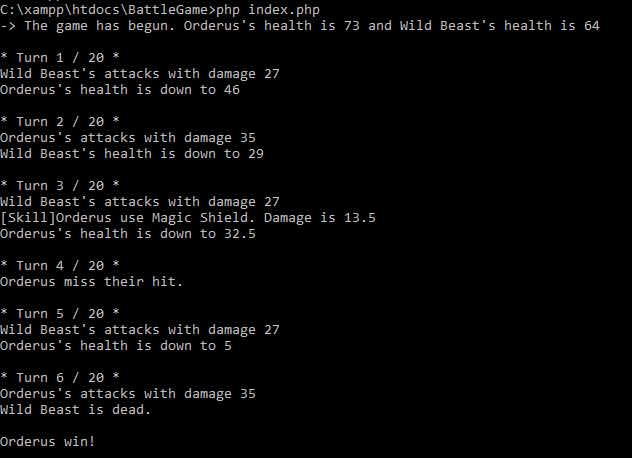 C:\xampp\htdocs\BattleGame>php index.php
-> The game has begun. Orderus's health is 73 and Wild Beast's health is 64
* Turn 1 / 20 *
Wild Beast's attacks with damage 27
Orderus's health is down to 46
* Turn 2 / 20 *
Orderus's attacks with damage 35
Wild Beast's health is down to 29
* Turn 3 / 20 *
Wild Beast's attacks with damage 27
[Skill]Orderus use Magic Shield. Damage is 13.5
Orderus's health is down to 32.5
* Turn 4 / 20 *
Orderus miss their hit.
* Turn 5 / 20 *
Wild Beast's attacks with damage 27
Orderus's health is down to 5
* Turn 6 / 20 *
Orderus's attacks with damage 35
Wild Beast is dead.
Orderus win!